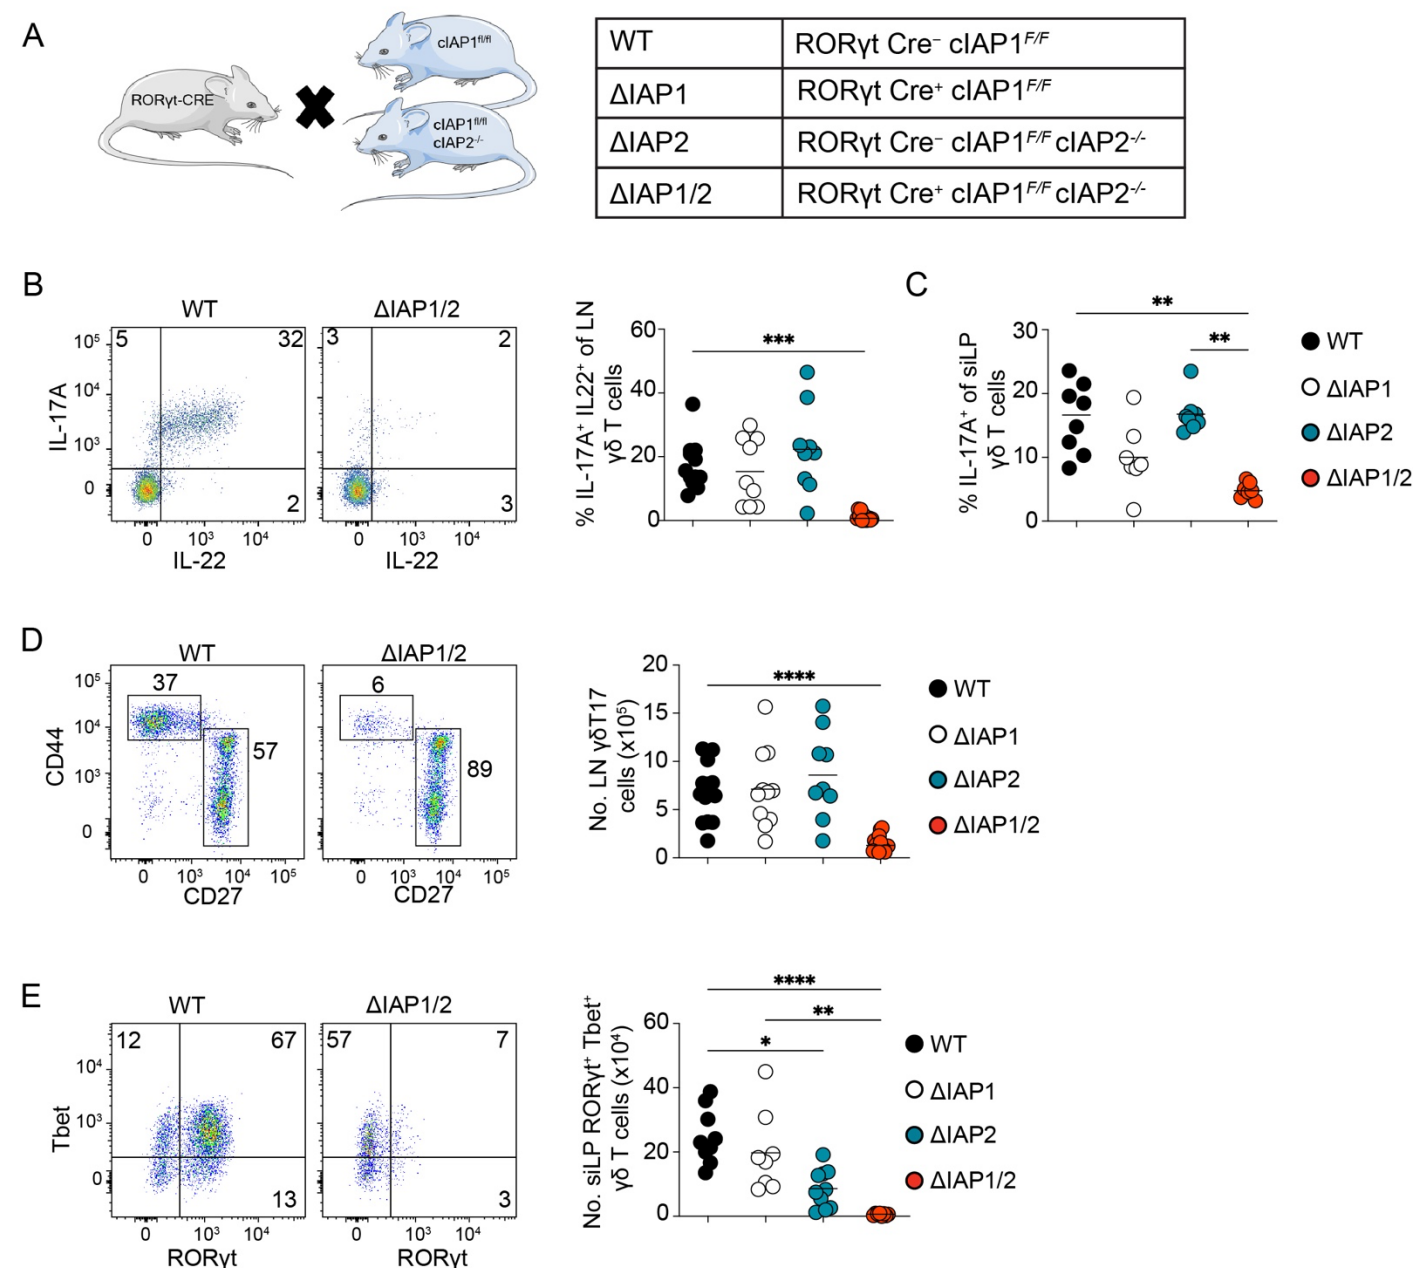 A
RORγt-CRE
cIAP1fl/fl
cIAP1fl/fl
cIAP2-/-
WT RORγt Cre– cIAP1F/F
ΔIAP1 RORγt Cre+ cIAP1F/F
ΔIAP2 RORγt Cre– cIAP1F/F cIAP2-/-
ΔIAP1/2 RORγt Cre+ cIAP1F/F cIAP2-/-
B
WT
ΔIAP1/2
5
32
2
3
2
3
IL-17A
10⁵
10⁴
10³
0
0 10³ 10⁴
IL-22
0 10³ 10⁴
IL-22
% IL-17A+ IL22+ of LN
γδ T cells
60
40
20
0
***
C
% IL-17A+ of siLP
γδ T cells
30
20
10
0
**
**
WT
ΔIAP1
ΔIAP2
ΔIAP1/2
D
WT
ΔIAP1/2
37
57
6
89
CD44
10⁵
10⁴
10³
0
0 10³ 10⁴ 10⁵
CD27
0 10³ 10⁴ 10⁵
CD27
No. LN γδT17
cells (x10⁵)
20
15
10
5
0
****
WT
ΔIAP1
ΔIAP2
ΔIAP1/2
E
WT
ΔIAP1/2
12
67
13
57
7
3
Tbet
10⁴
10³
0
0 10³ 10⁴
RORγt
0 10³ 10⁴
RORγt
No. siLP RORγt+ Tbet+
γδ T cells (x10⁴)
60
40
20
0
****
**
*
WT
ΔIAP1
ΔIAP2
ΔIAP1/2